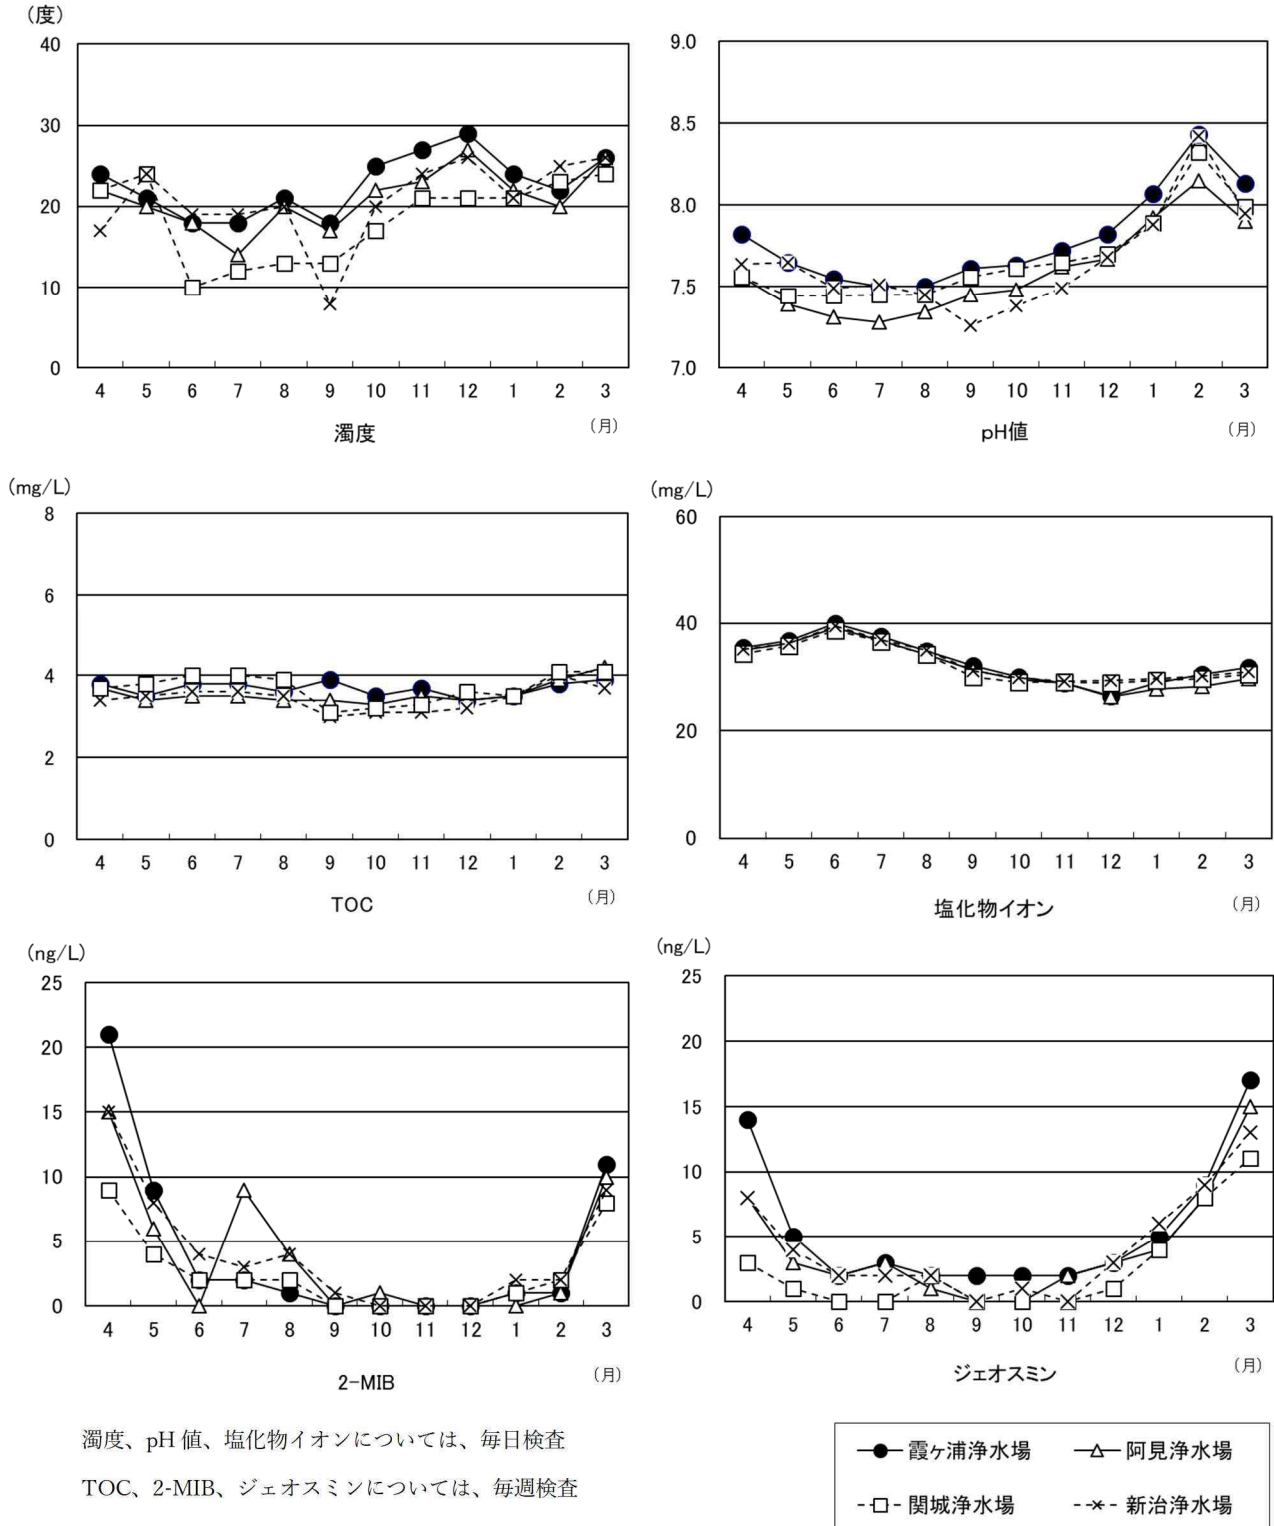 （度）
40
30
20
10
0
4 5 6 7 8 9 10 11 12 1 2 3
濁度
（月）
9.0
8.5
8.0
7.5
7.0
4 5 6 7 8 9 10 11 12 1 2 3
pH値
（月）
(mg/L)
8
6
4
2
0
4 5 6 7 8 9 10 11 12 1 2 3
TOC
（月）
(mg/L)
60
40
20
0
4 5 6 7 8 9 10 11 12 1 2 3
塩化物イオン
（月）
(ng/L)
25
20
15
10
5
0
4 5 6 7 8 9 10 11 12 1 2 3
2-MIB
（月）
(ng/L)
25
20
15
10
5
0
4 5 6 7 8 9 10 11 12 1 2 3
ジェオスミン
（月）
濁度、pH 値、塩化物イオンについては、毎日検査
TOC、2-MIB、ジェオスミンについては、毎週検査
霞ヶ浦浄水場 阿見浄水場
関城浄水場 新治浄水場